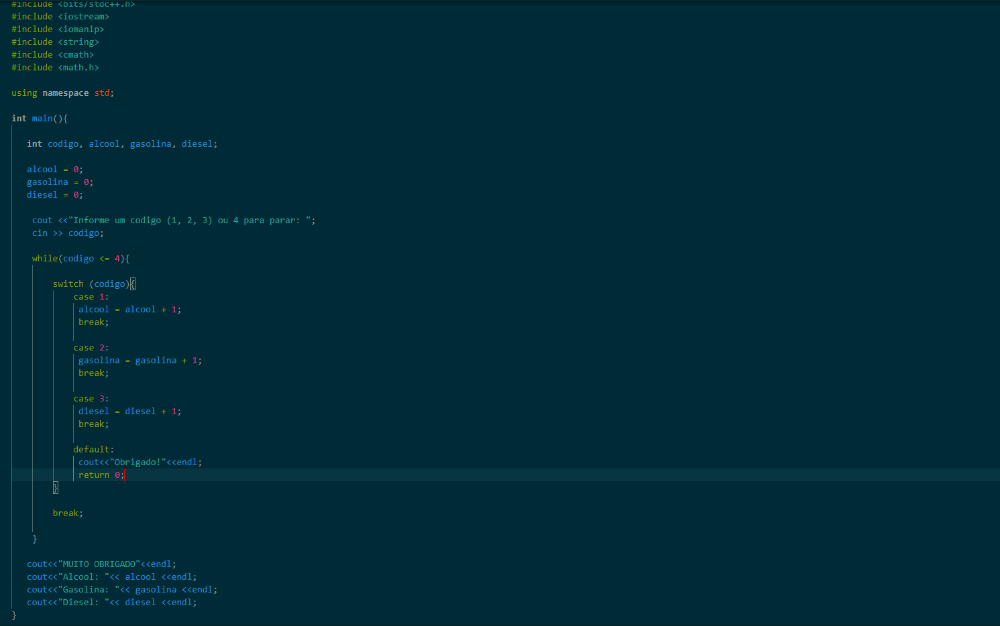 #include <bits/stdc++.h>
#include <iostream>
#include <iomanip>
#include <string>
#include <cmath>
#include <math.h>
using namespace std;
int main(){
int codigo, alcool, gasolina, diesel;
alcool = 0;
gasolina = 0;
diesel = 0;
cout <<"Informe um codigo (1, 2, 3) ou 4 para parar: ";
cin >> codigo;
while(codigo <= 4){
switch (codigo){
case 1:
alcool = alcool + 1;
break;
case 2:
gasolina = gasolina + 1;
break;
case 3:
diesel = diesel + 1;
break;
default:
cout<<"Obrigado!"<<endl;
return 0;
}
break;
}
cout<<"MUITO OBRIGADO"<<endl;
cout<<"Alcool: "<< alcool <<endl;
cout<<"Gasolina: "<< gasolina <<endl;
cout<<"Diesel: "<< diesel <<endl;
}